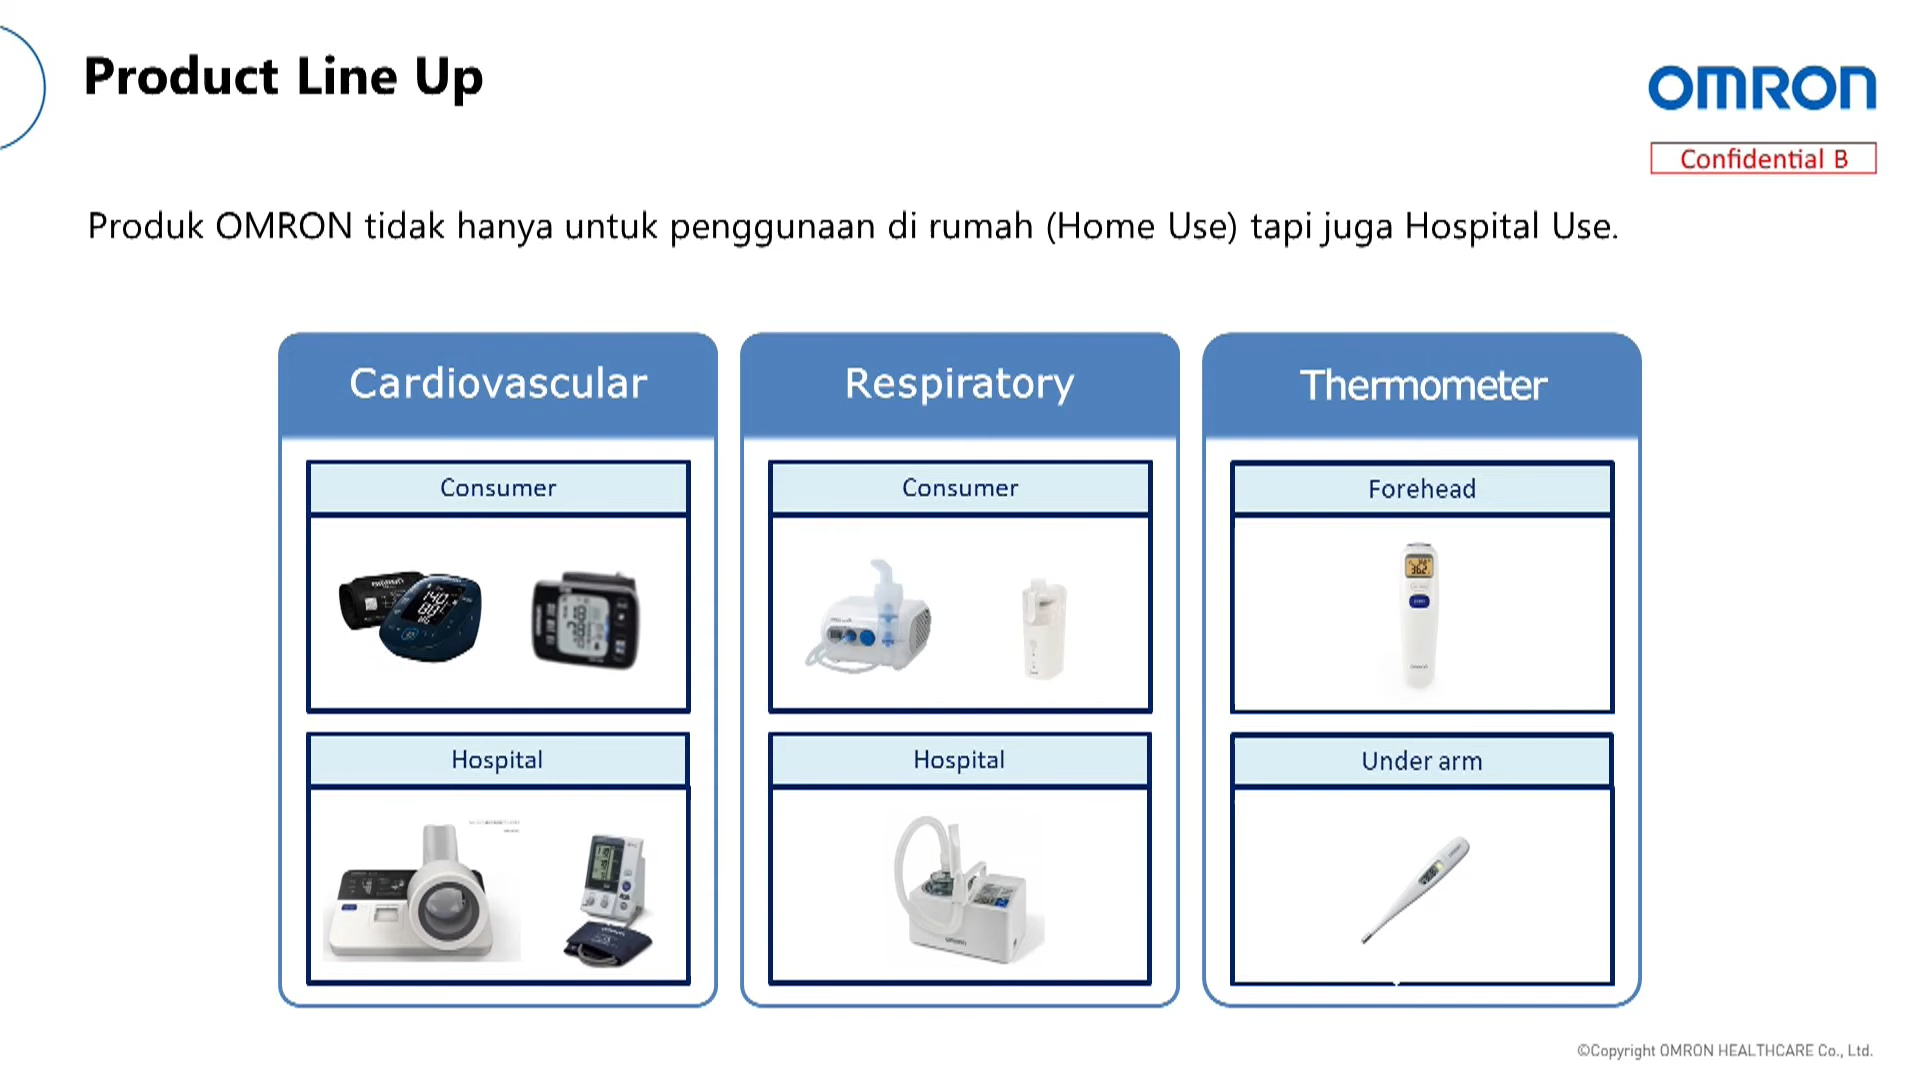 Product Line Up
OMRON
Confidential B
Produk OMRON tidak hanya untuk penggunaan di rumah (Home Use) tapi juga Hospital Use.
Cardiovascular
Consumer
Hospital
Respiratory
Consumer
Hospital
Thermometer
Forehead
Under arm
©Copyright OMRON HEALTHCARE Co., Ltd.